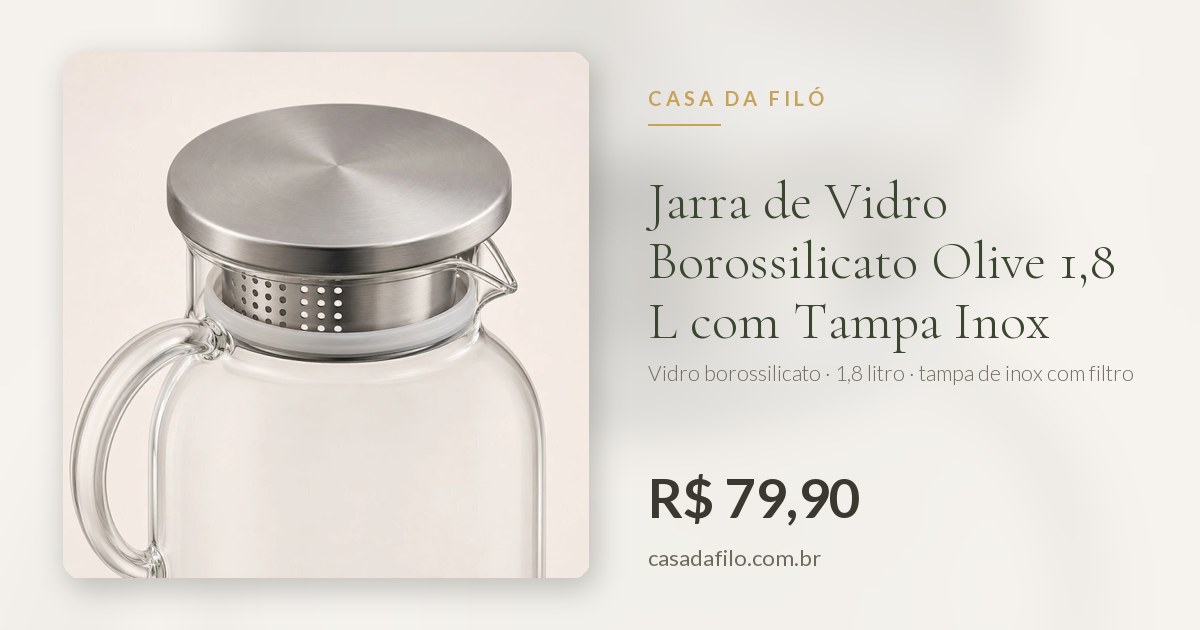 CASA DA FILÓ
Jarra de Vidro
Borossilicato Olive 1,8
L com Tampa Inox
Vidro borossilicato · 1,8 litro · tampa de inox com filtro
R$ 79,90
casadafilo.com.br